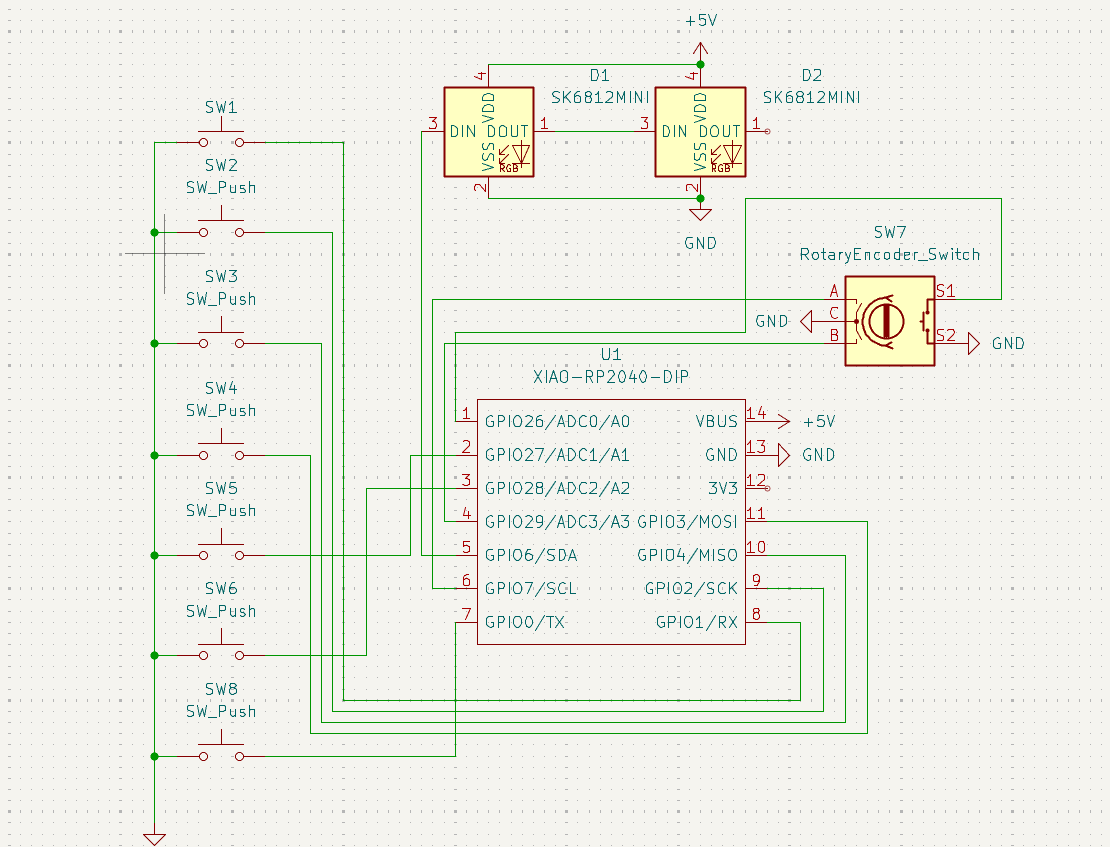 +5V
D1
SK6812MINI
D2
SK6812MINI
4
VDD
3
DIN
DOUT
1
VSS
RGB
2
4
VDD
3
DIN
DOUT
1
VSS
RGB
2
GND
SW1
SW2
SW_Push
SW3
SW_Push
SW4
SW_Push
SW5
SW_Push
SW6
SW_Push
SW8
SW_Push
SW7
RotaryEncoder_Switch
A
S1
GND
C
B
S2
GND
U1
XIAO-RP2040-DIP
1 GPIO26/ADC0/A0 VBUS 14 +5V
2 GPIO27/ADC1/A1 GND 13 GND
3 GPIO28/ADC2/A2 3V3 12
4 GPIO29/ADC3/A3 GPIO3/MOSI 11
5 GPIO6/SDA GPIO4/MISO 10
6 GPIO7/SCL GPIO2/SCK 9
7 GPIO0/TX GPIO1/RX 8